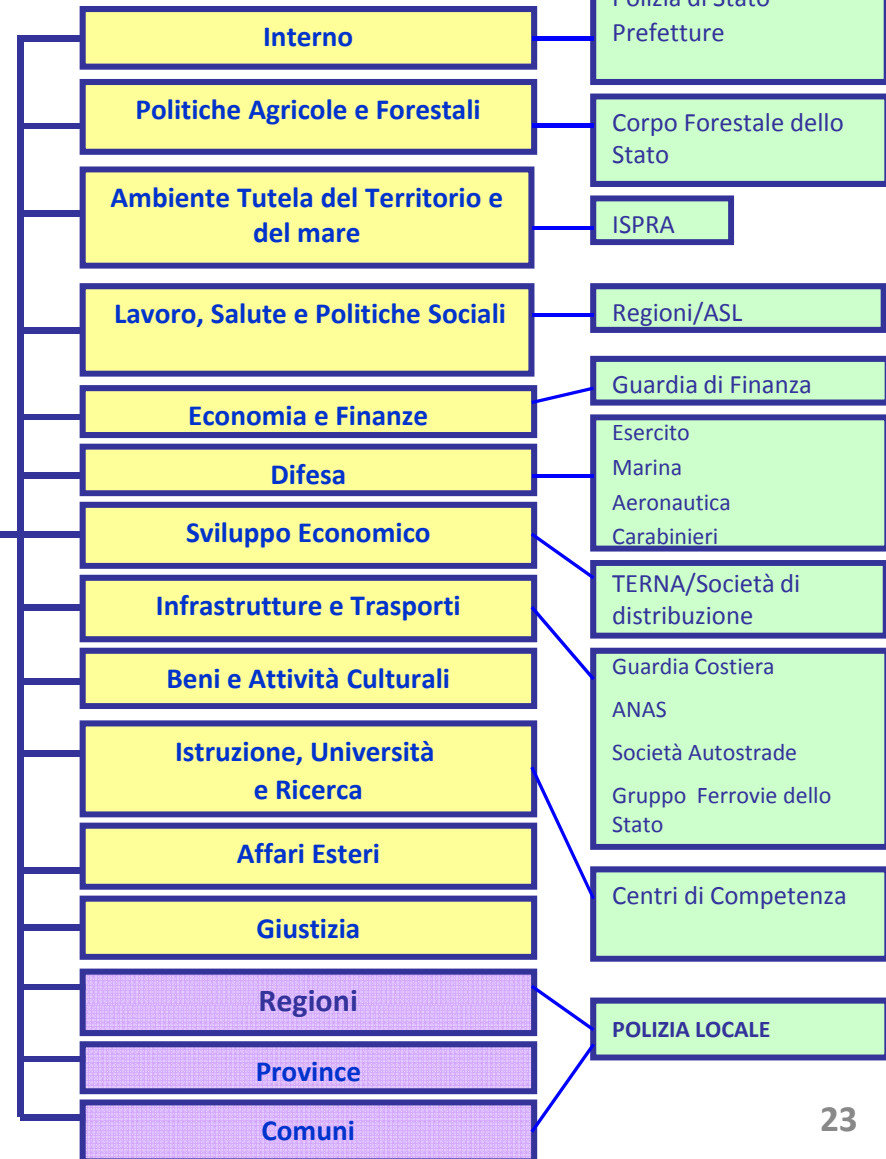 Polizia di Stato
Interno
Prefetture
Politiche Agricole e Forestali
Corpo Forestale dello
Stato
Ambiente Tutela del Territorio e
del mare
ISPRA
Lavoro, Salute e Politiche Sociali
Regioni/ASL
Guardia di Finanza
Economia e Finanze
Esercito
Marina
Aeronautica
Carabinieri
Difesa
Sviluppo Economico
TERNA/Società di
distribuzione
Infrastrutture e Trasporti
Guardia Costiera
ANAS
Società Autostrade
Gruppo Ferrovie dello
Stato
Beni e Attività Culturali
Istruzione, Università
e Ricerca
Affari Esteri
Centri di Competenza
Giustizia
Regioni
POLIZIA LOCALE
Province
Comuni
23